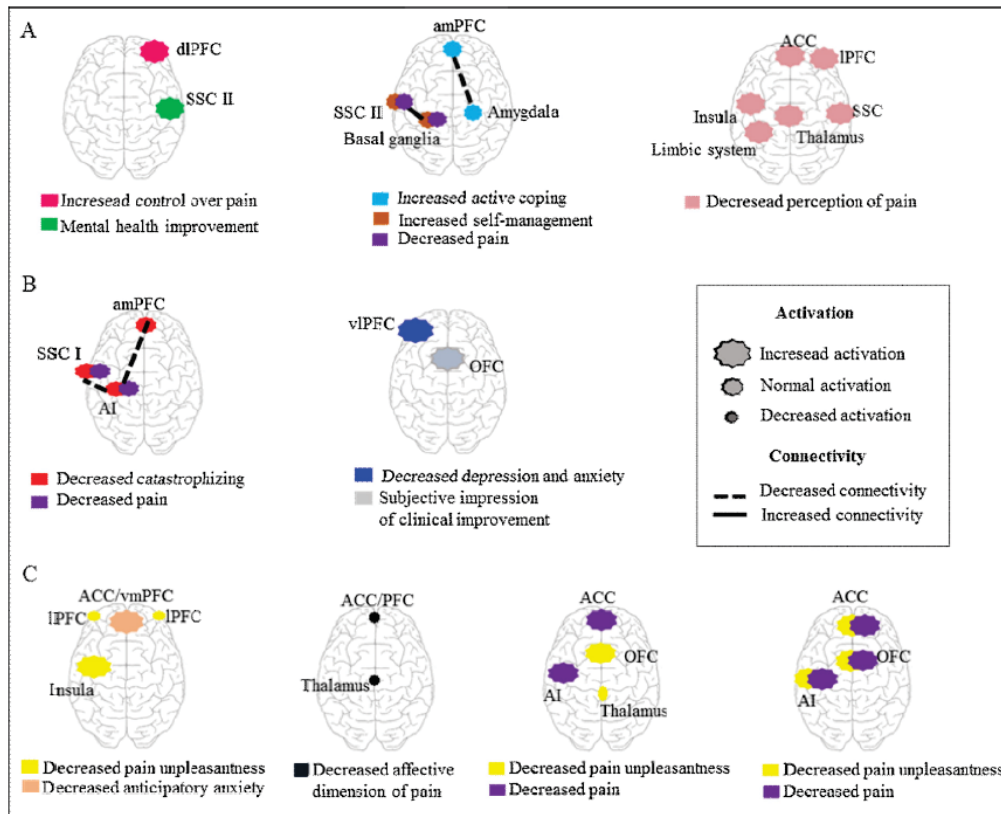 A
dlPFC
SSC II
Incresead control over pain
Mental health improvement
amPFC
SSC II
Amygdala
Basal ganglia
Increased active coping
Increased self-management
Decreased pain
ACC
lPFC
Insula
SSC
Limbic system
Thalamus
Decresead perception of pain
B
amPFC
SSC I
AI
Decreased catastrophizing
Decreased pain
vlPFC
OFC
Decreased depression and anxiety
Subjective impression
of clinical improvement
Activation
Incresead activation
Normal activation
Decreased activation
Connectivity
Decreased connectivity
Increased connectivity
C
ACC/vmPFC
lPFC
lPFC
Insula
Decreased pain unpleasantness
Decreased anticipatory anxiety
ACC/PFC
Thalamus
Decreased affective
dimension of pain
ACC
OFC
AI
Thalamus
Decreased pain unpleasantness
Decreased pain
ACC
OFC
AI
Decreased pain unpleasantness
Decreased pain